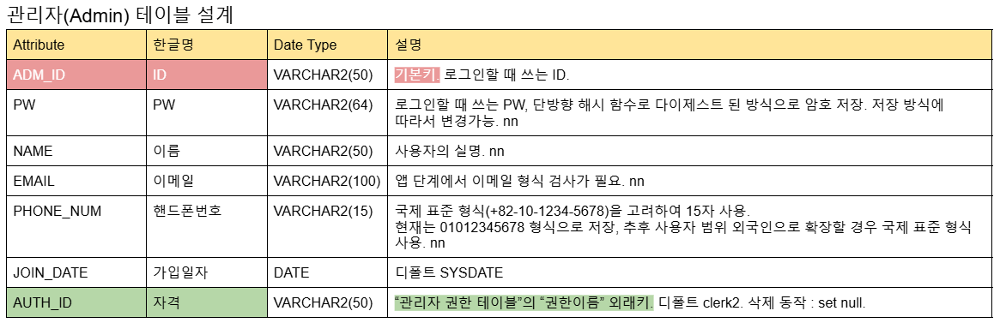 관리자(Admin) 테이블 설계
Attribute 한글명 Date Type 설명
ADM_ID ID VARCHAR2(50) 기본키. 로그인할 때 쓰는 ID.
PW PW VARCHAR2(64) 로그인할 때 쓰는 PW, 단방향 해시 함수로 다이제스트 된 방식으로 암호 저장. 저장 방식에
따라서 변경가능. nn
NAME 이름 VARCHAR2(50) 사용자의 실명. nn
EMAIL 이메일 VARCHAR2(100) 앱 단계에서 이메일 형식 검사가 필요. nn
PHONE_NUM 핸드폰번호 VARCHAR2(15) 국제 표준 형식(+82-10-1234-5678)을 고려하여 15자 사용.
현재는 01012345678 형식으로 저장, 추후 사용자 범위 외국인으로 확장할 경우 국제 표준 형식
사용. nn
JOIN_DATE 가입일자 DATE 디폴트 SYSDATE
AUTH_ID 자격 VARCHAR2(50) “관리자 권한 테이블”의 “권한이름” 외래키. 디폴트 clerk2. 삭제 동작 : set null.